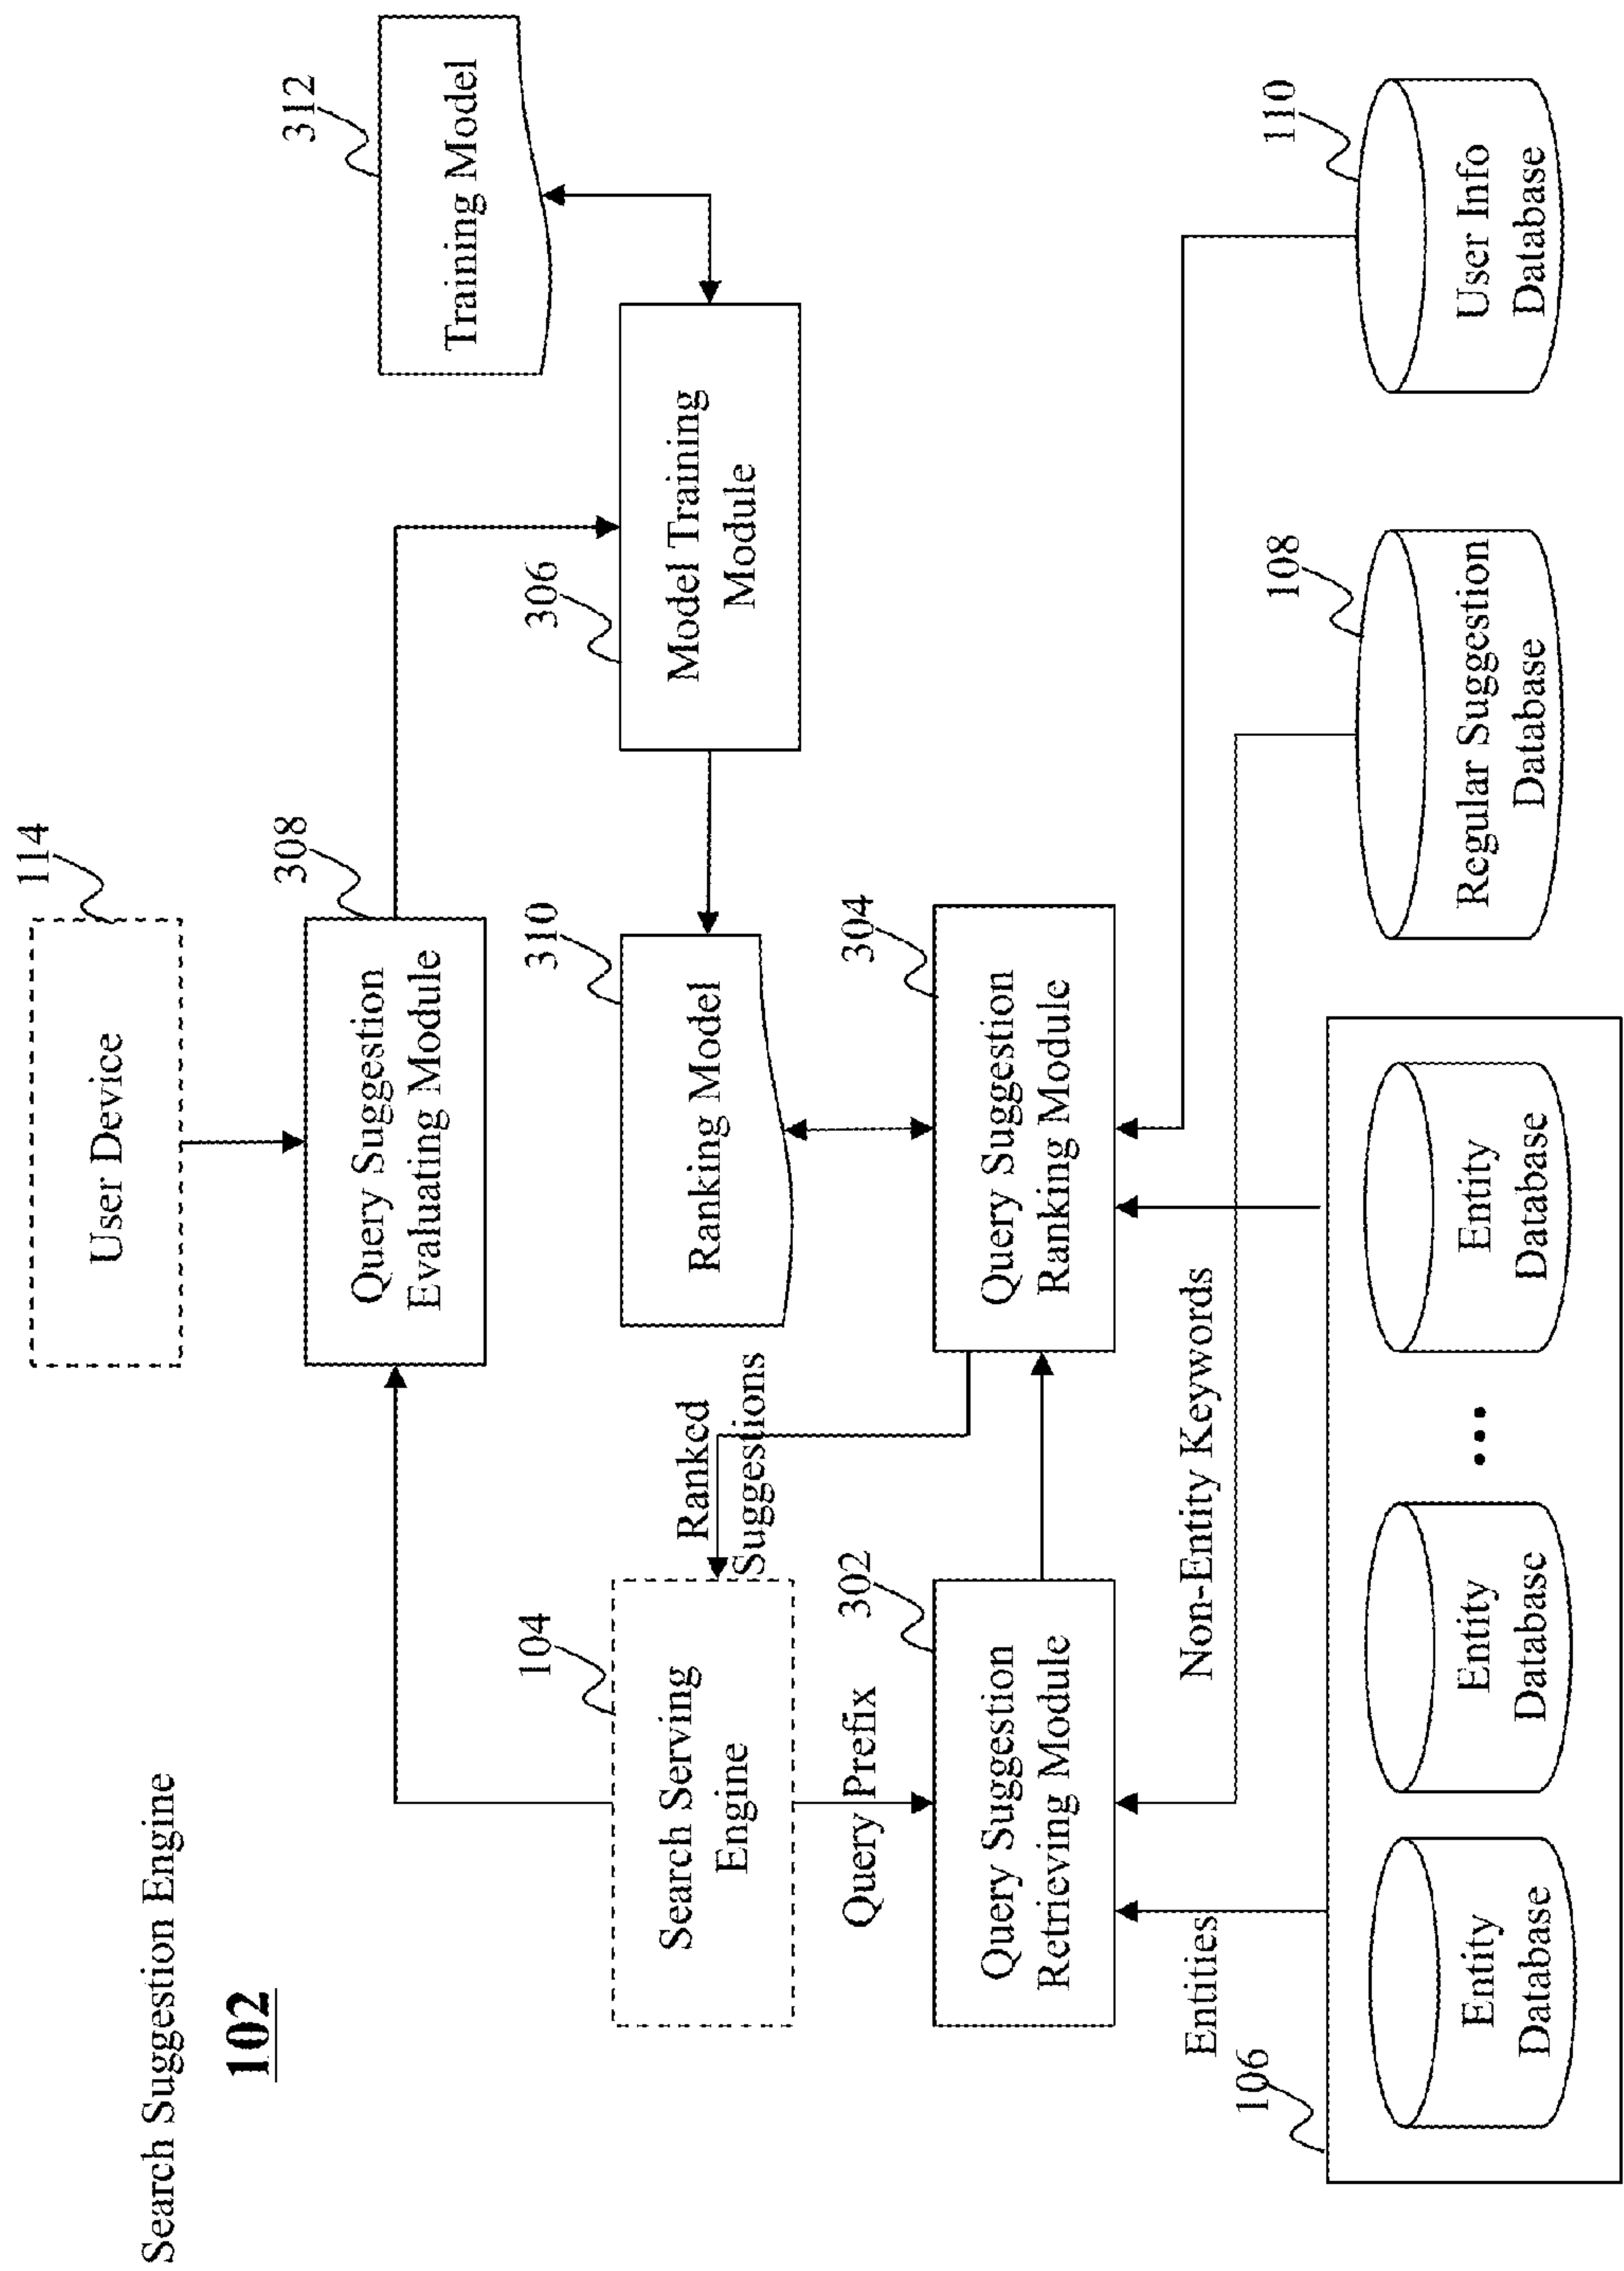 Search Suggestion Engine
102
User Device
114
Query Suggestion
Evaluating Module
308
Training Model
312
Search Serving
Engine
104
Ranked
Suggestions
Ranking Model
310
Model Training
Module
306
Query Prefix
Query Suggestion
Retrieving Module
302
Query Suggestion
Ranking Module
304
Entities
Non-Entity Keywords
106
Entity
Database
Entity
Database
...
Entity
Database
Regular Suggestion
Database
108
User Info
Database
110